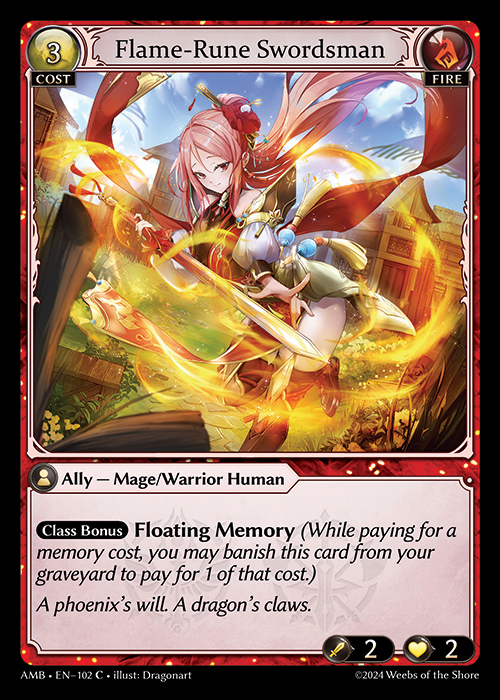 3
Flame-Rune Swordsman
COST
FIRE
Ally — Mage/Warrior Human
Class Bonus Floating Memory (While paying for a
memory cost, you may banish this card from your
graveyard to pay for 1 of that cost.)
A phoenix's will. A dragon's claws.
2
2
AMB • EN–102 C • illust: Dragonart
©2024 Weebs of the Shore